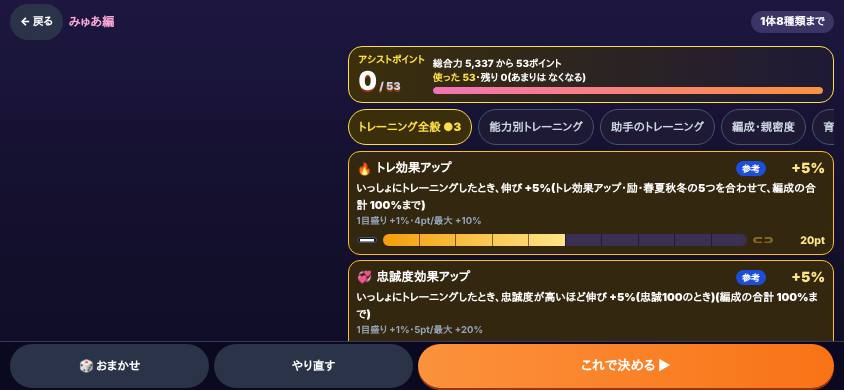 ← 戻る みゅあ編 1体8種類まで
アシストポイント
0 / 53
総合力 5,337 から 53ポイント
使った 53・残り 0(あまりは なくなる)
トレーニング全般 ●3 能力別トレーニング 助手のトレーニング 編成・親密度 育
🔥 トレ効果アップ 参考 +5%
いっしょにトレーニングしたとき、伸び +5%(トレ効果アップ・励・春夏秋冬の5つを合わせて、編成の合
計 100%まで)
1目盛り +1%・4pt/最大 +10%
20pt
💞 忠誠度効果アップ 参考 +5%
いっしょにトレーニングしたとき、忠誠度が高いほど伸び +5%(忠誠100のとき)(編成の合計 100%ま
で)
1目盛り +1%・5pt/最大 +20%
🎲 おまかせ やり直す これで決める ▶